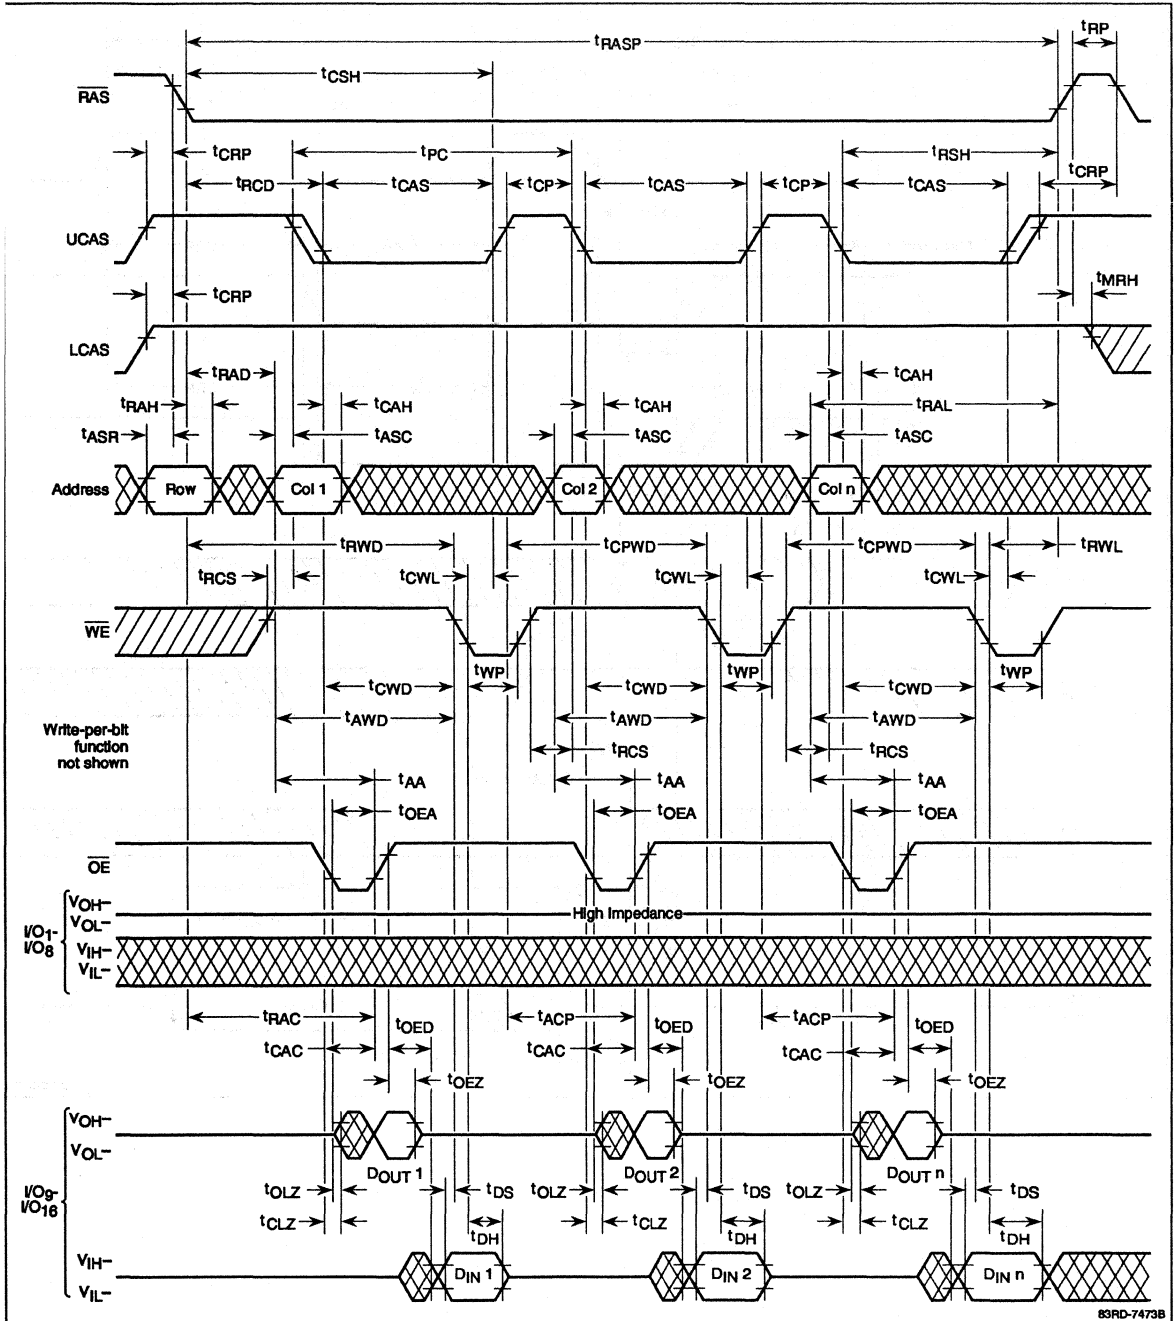 tRASP
tRP
tCSH
RAS
tCRP
tPC
tRSH
tRCD
tCAS
tCP
tCAS
tCP
tCAS
tCRP
UCAS
tCRP
tMRH
LCAS
tRAD
tCAH
tRAH
tCAH
tCAH
tRAL
tASR
tASC
tASC
tASC
Address
Row
Col 1
Col 2
Col n
tRWD
tCPWD
tCPWD
tRWL
tRCS
tCWL
tCWL
tCWL
WE
tWP
tWP
tWP
tCWD
tCWD
tCWD
tAWD
tAWD
tAWD
Write-per-bit
function
not shown
tRCS
tRCS
tAA
tAA
tAA
tOEA
tOEA
tOEA
OE
VOH–
High Impedance
VOL–
I/O1-
I/O8
VIH–
VIL–
tRAC
tOED
tACP
tOED
tACP
tOED
tCAC
tCAC
tCAC
tOEZ
tOEZ
tOEZ
VOH–
VOL–
DOUT 1
DOUT 2
DOUT n
I/O9-
I/O16
tOLZ
tDS
tOLZ
tDS
tOLZ
tDS
tCLZ
tCLZ
tCLZ
tDH
tDH
tDH
VIH–
DIN 1
DIN 2
DIN n
VIL–
83RD-7473B